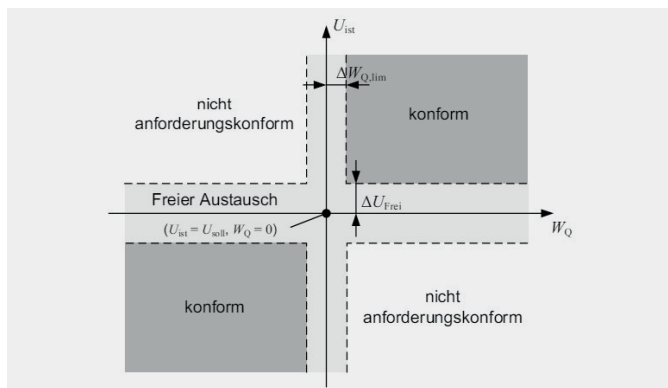 U_ist
ΔW_Q,lim
nicht
anforderungskonform
konform
Freier Austausch
ΔU_Frei
(U_ist = U_soll, W_Q = 0)
W_Q
konform
nicht
anforderungskonform